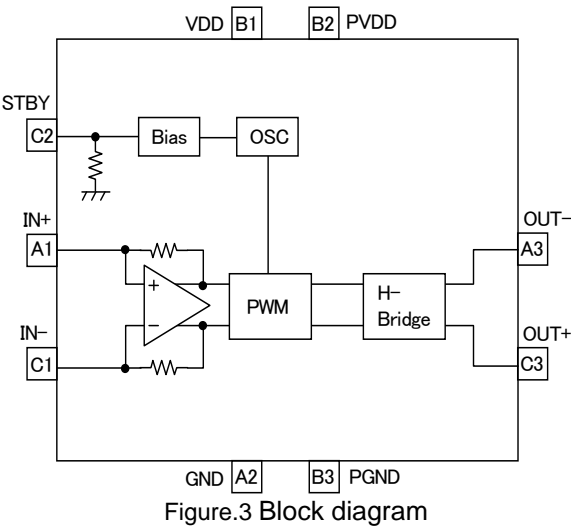 VDD B1 B2 PVDD
STBY
C2 Bias OSC
IN+ OUT-
A1 A3
+
PWM H-
Bridge
-
IN- OUT+
C1 C3
GND A2 B3 PGND
Figure.3 Block diagram